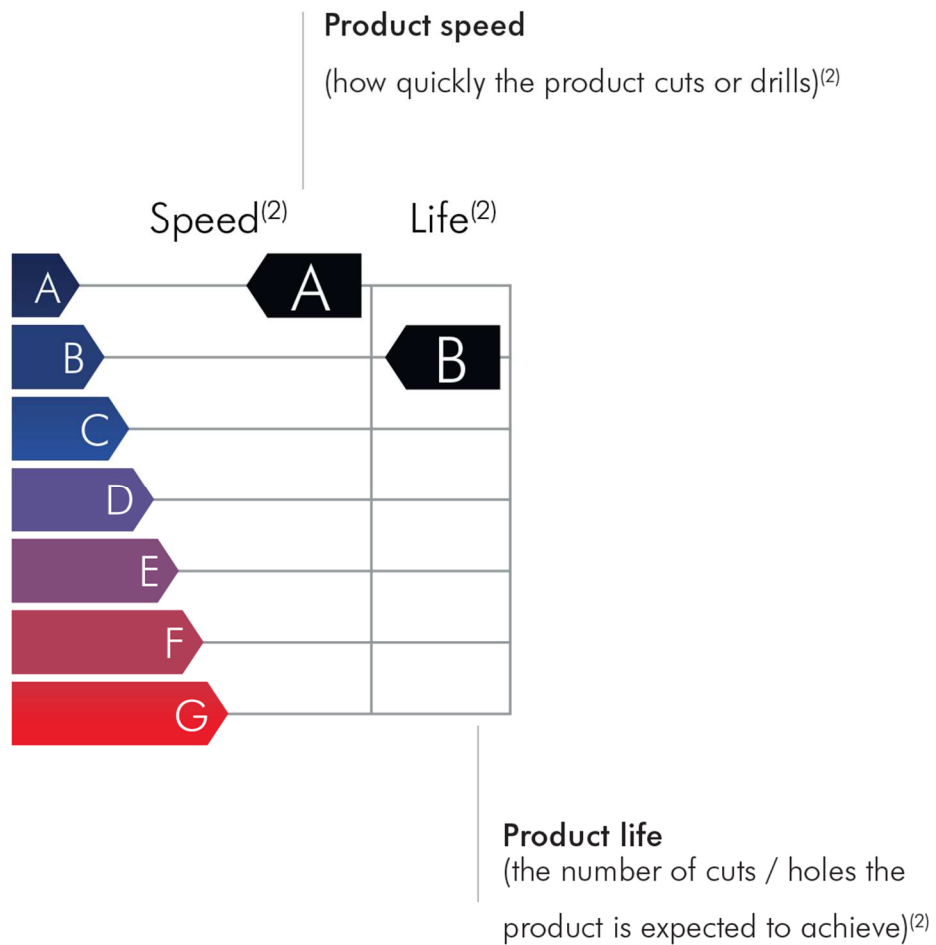 Product speed
(how quickly the product cuts or drills)(2)
Speed(2) Life(2)
A A
B B
C
D
E
F
G
Product life
(the number of cuts / holes the
product is expected to achieve)(2)